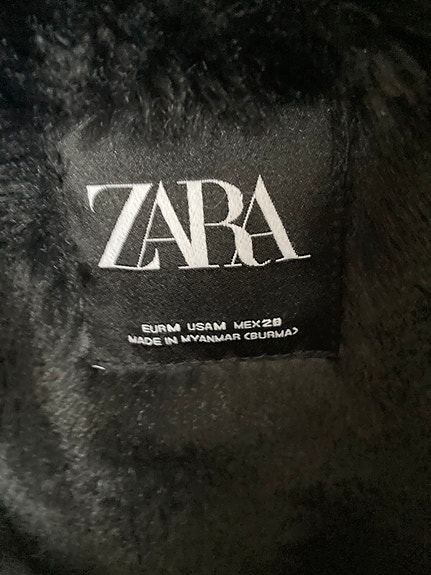 ZARA
EUR M USA M MEX 28
MADE IN MYANMAR (BURMA)